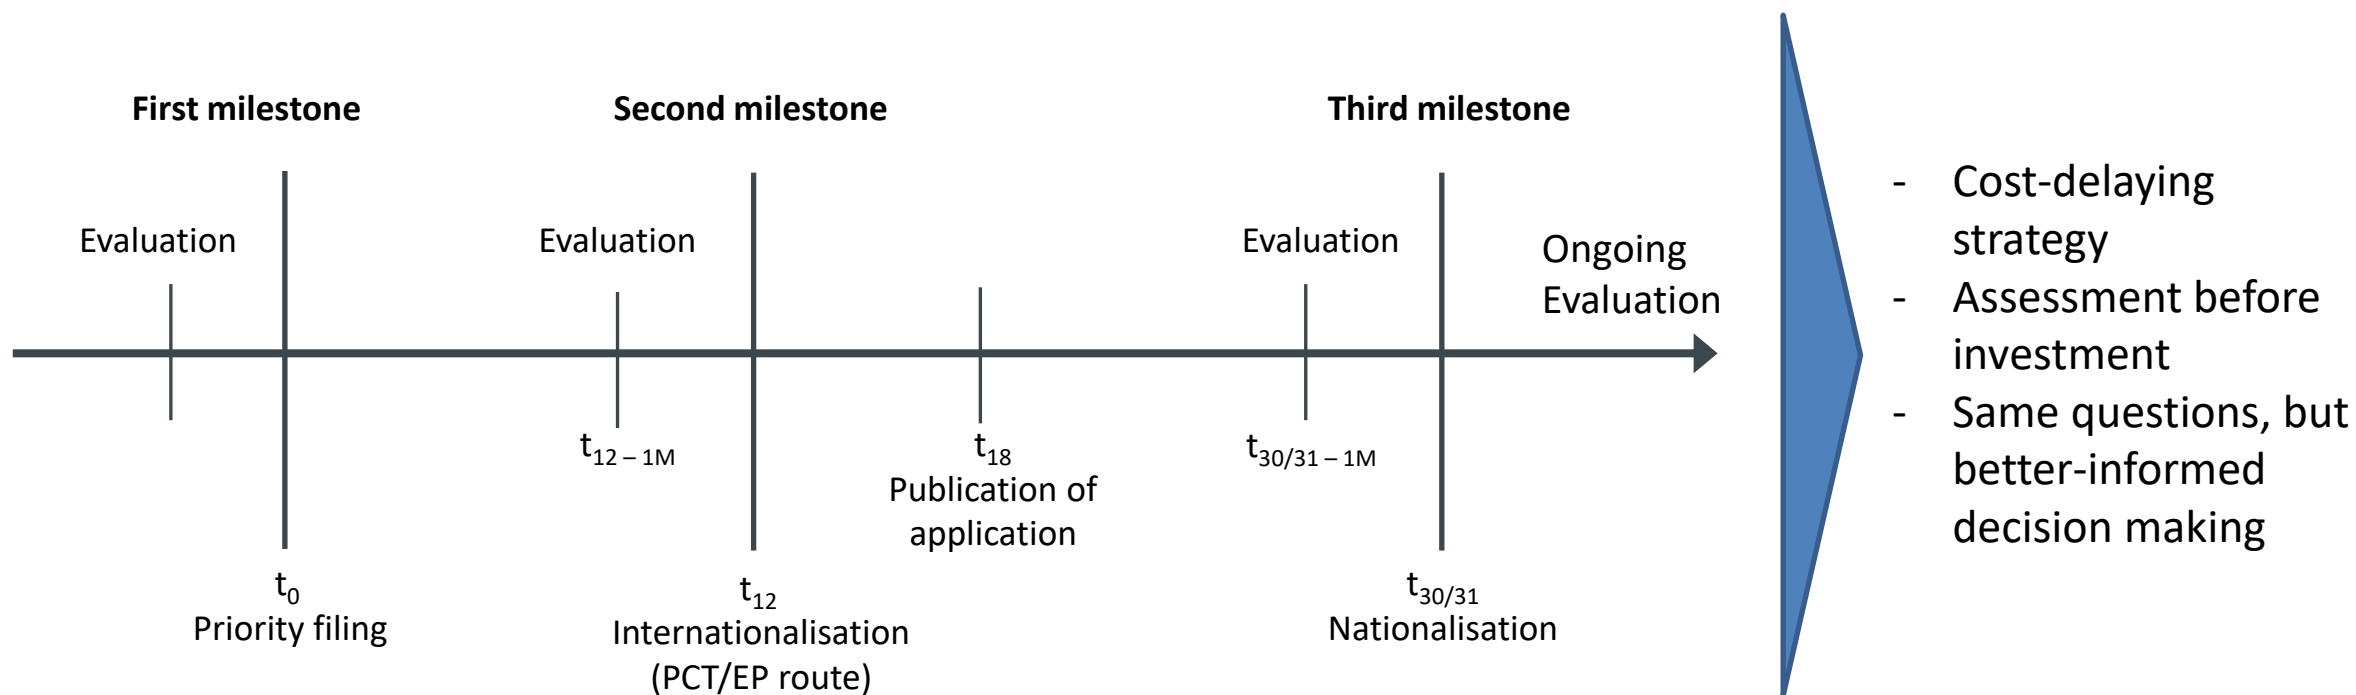 First milestone
Second milestone
Third milestone
Evaluation
Evaluation
Evaluation
Ongoing
Evaluation
t12 – 1M
t18
Publication of
application
t30/31 – 1M
t0
Priority filing
t12
Internationalisation
(PCT/EP route)
t30/31
Nationalisation
- Cost-delaying
strategy
- Assessment before
investment
- Same questions, but
better-informed
decision making